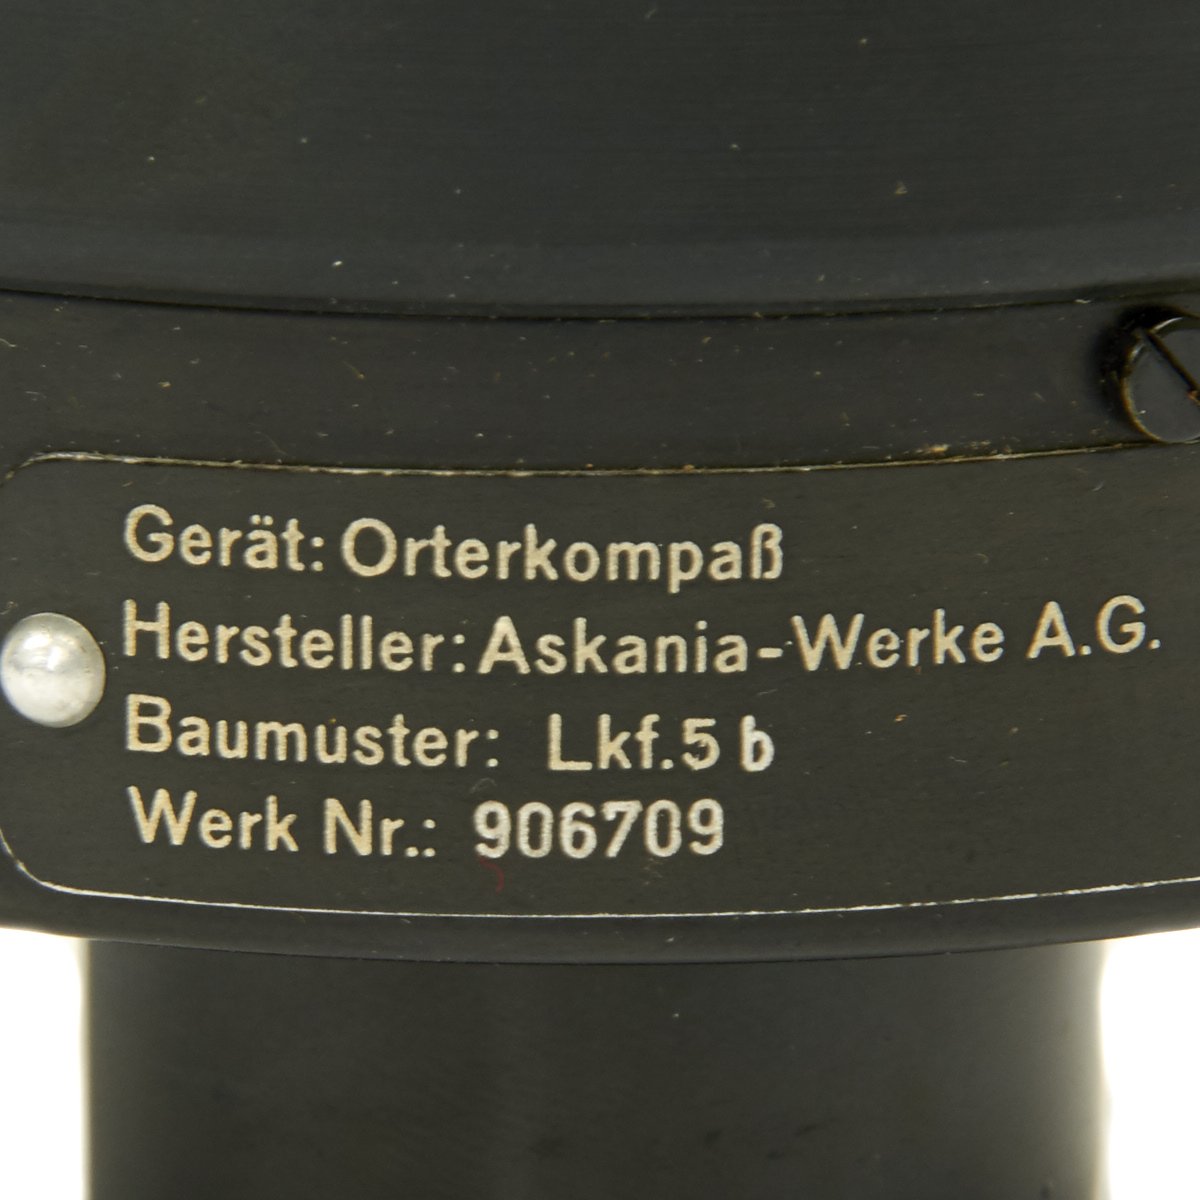 Gerät: Orterkompaß
Hersteller: Askania-Werke A.G.
Baumuster: Lkf.5 b
Werk Nr.: 906709